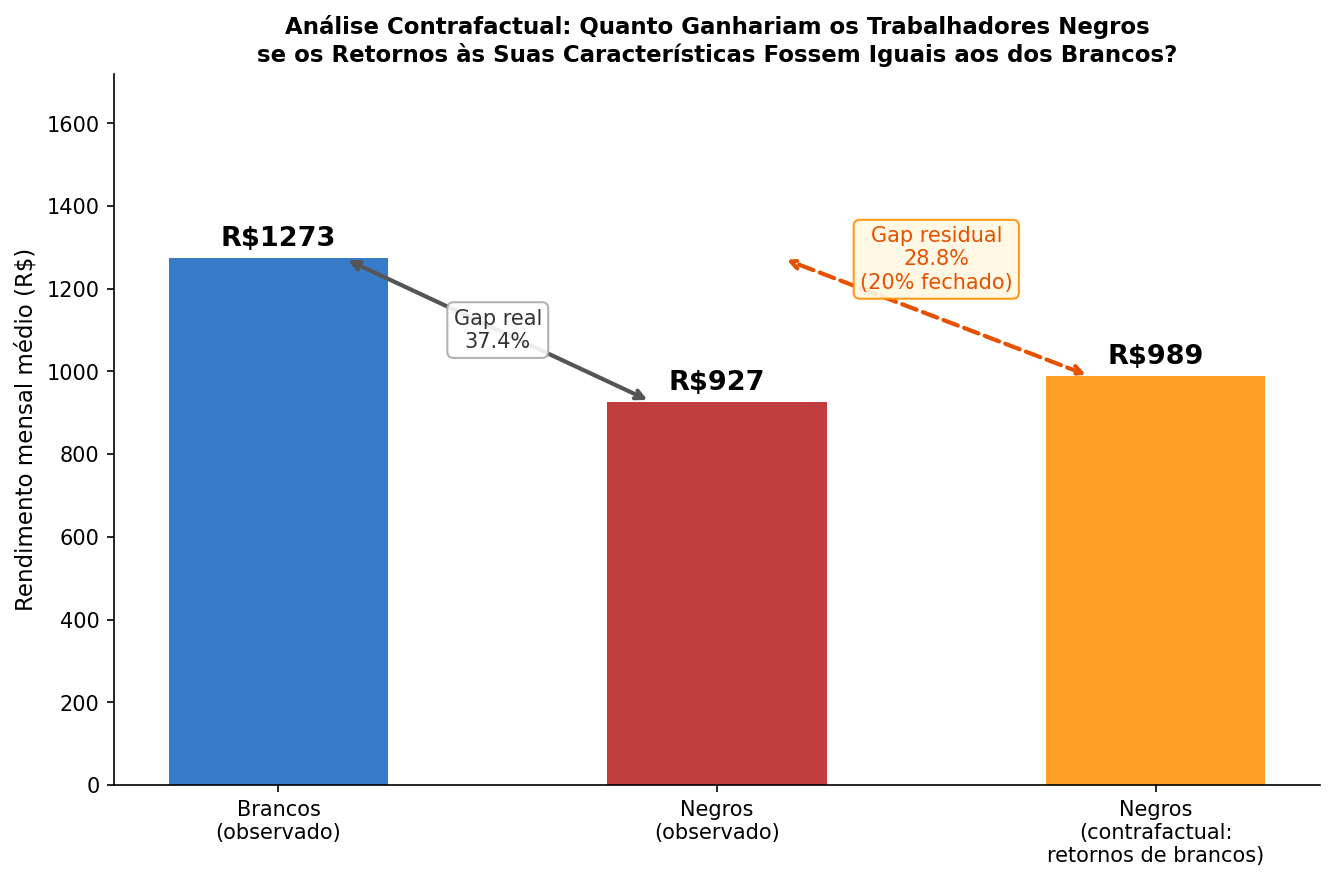 Análise Contrafactual: Quanto Ganhariam os Trabalhadores Negros
se os Retornos às Suas Características Fossem Iguais aos dos Brancos?
Rendimento mensal médio (R$)
1600
1400
1200
1000
800
600
400
200
0
R$1273
Gap real
37.4%
R$927
Gap residual
28.8%
(20% fechado)
R$989
Brancos
(observado)
Negros
(observado)
Negros
(contrafactual:
retornos de brancos)